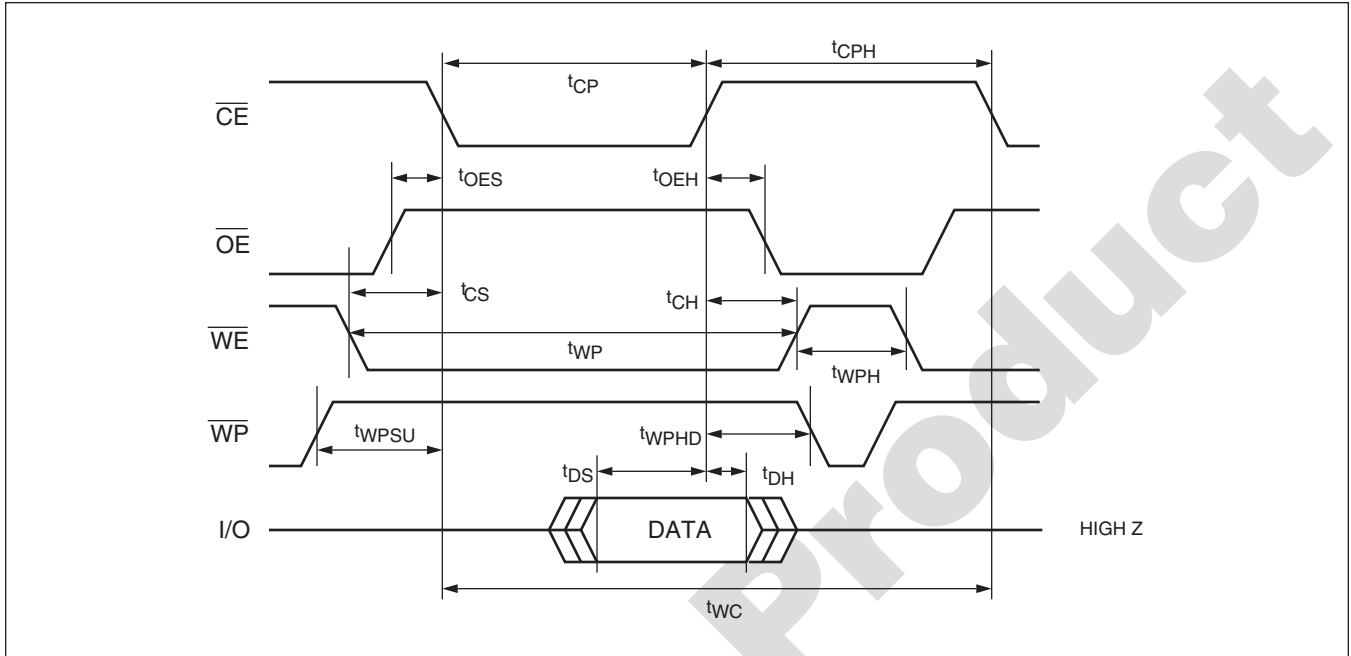 tCPH
tCP
CE
tOES
tOEH
OE
tCS
tCH
WE
tWP
tWPH
WP
tWPSU
tWPHD
tDS
tDH
I/O
DATA
HIGH Z
tWC
Product